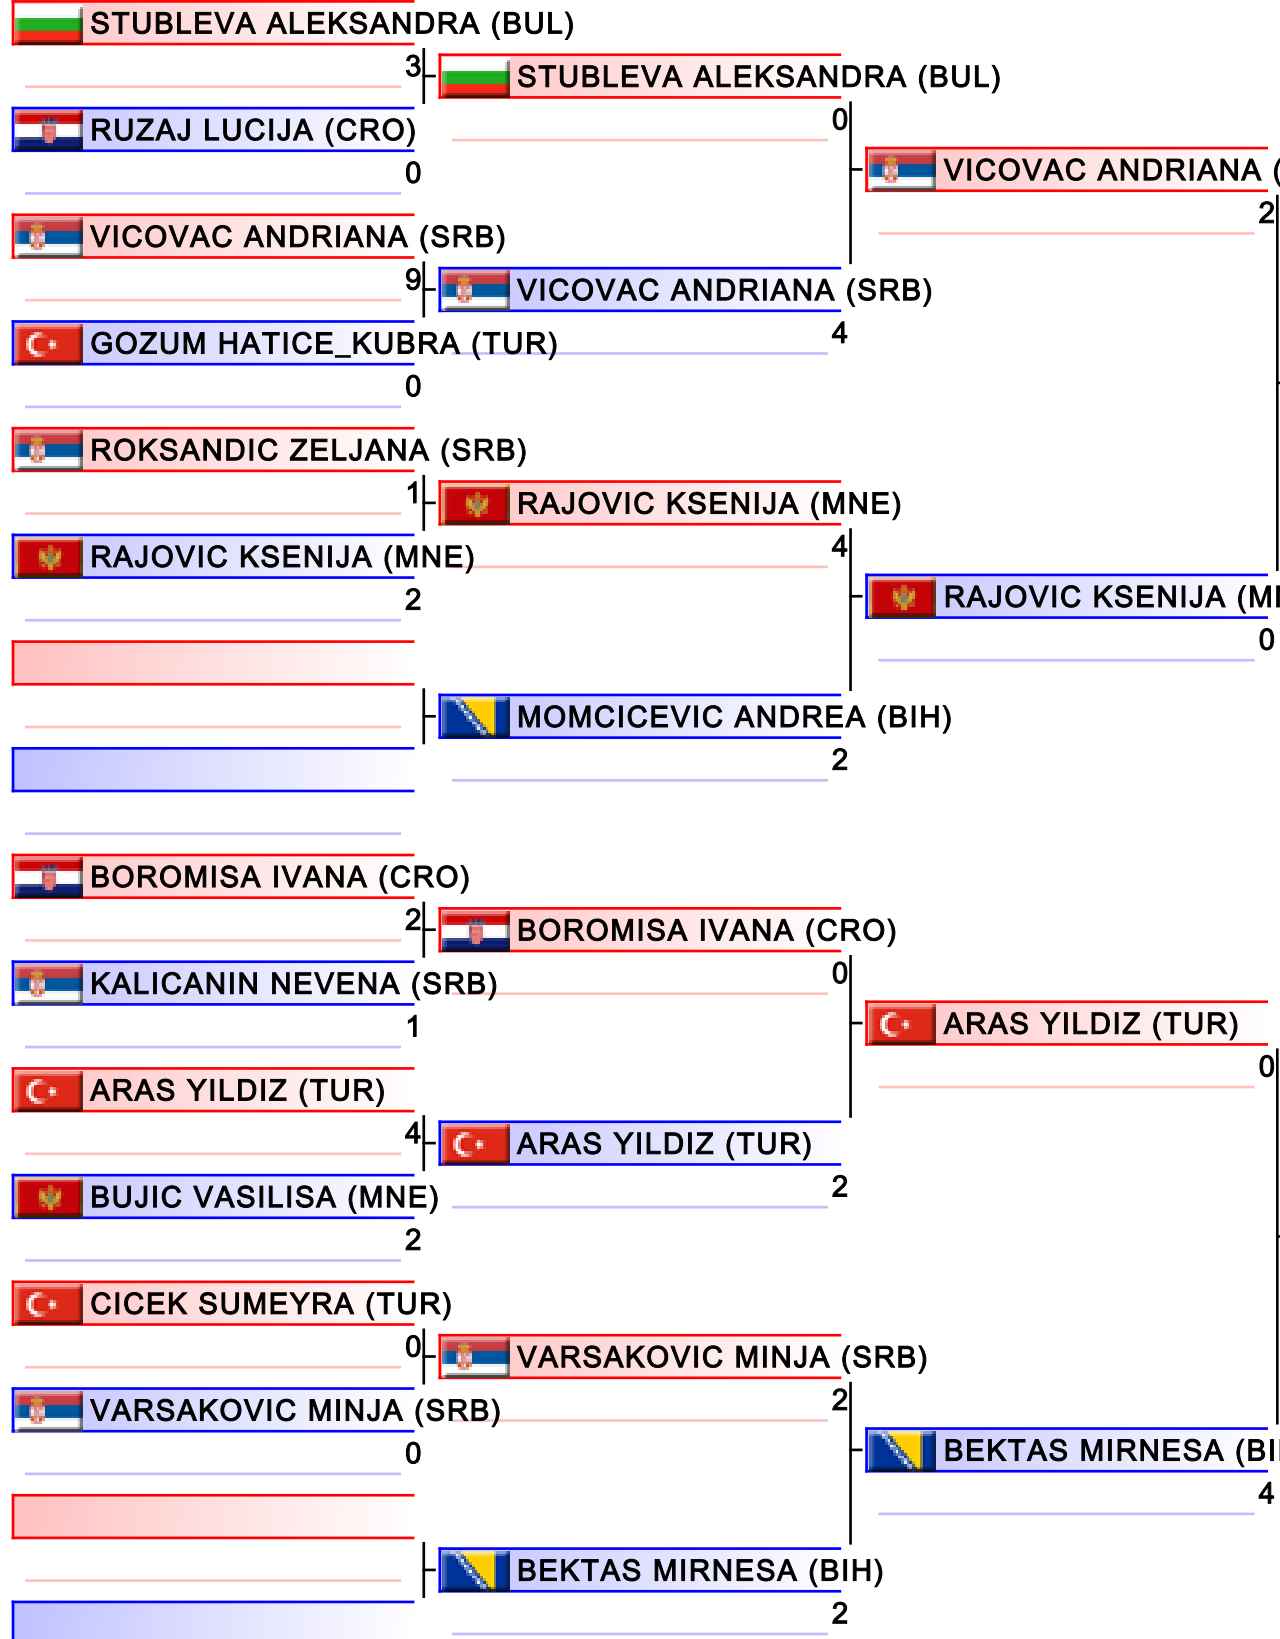 STUBLEVA ALEKSANDRA (BUL)
3
STUBLEVA ALEKSANDRA (BUL)
0
RUZAJ LUCIJA (CRO)
0
VICOVAC ANDRIANA (
2
VICOVAC ANDRIANA (SRB)
9
VICOVAC ANDRIANA (SRB)
4
GOZUM HATICE_KUBRA (TUR)
0
ROKSANDIC ZELJANA (SRB)
1
RAJOVIC KSENIJA (MNE)
4
RAJOVIC KSENIJA (MNE)
2
RAJOVIC KSENIJA (M
0
MOMCICEVIC ANDREA (BIH)
2
BOROMISA IVANA (CRO)
2
BOROMISA IVANA (CRO)
0
KALICANIN NEVENA (SRB)
1
ARAS YILDIZ (TUR)
0
ARAS YILDIZ (TUR)
4
ARAS YILDIZ (TUR)
2
BUJIC VASILISA (MNE)
2
CICEK SUMEYRA (TUR)
0
VARSAKOVIC MINJA (SRB)
2
VARSAKOVIC MINJA (SRB)
0
BEKTAS MIRNESA (BI
4
BEKTAS MIRNESA (BIH)
2